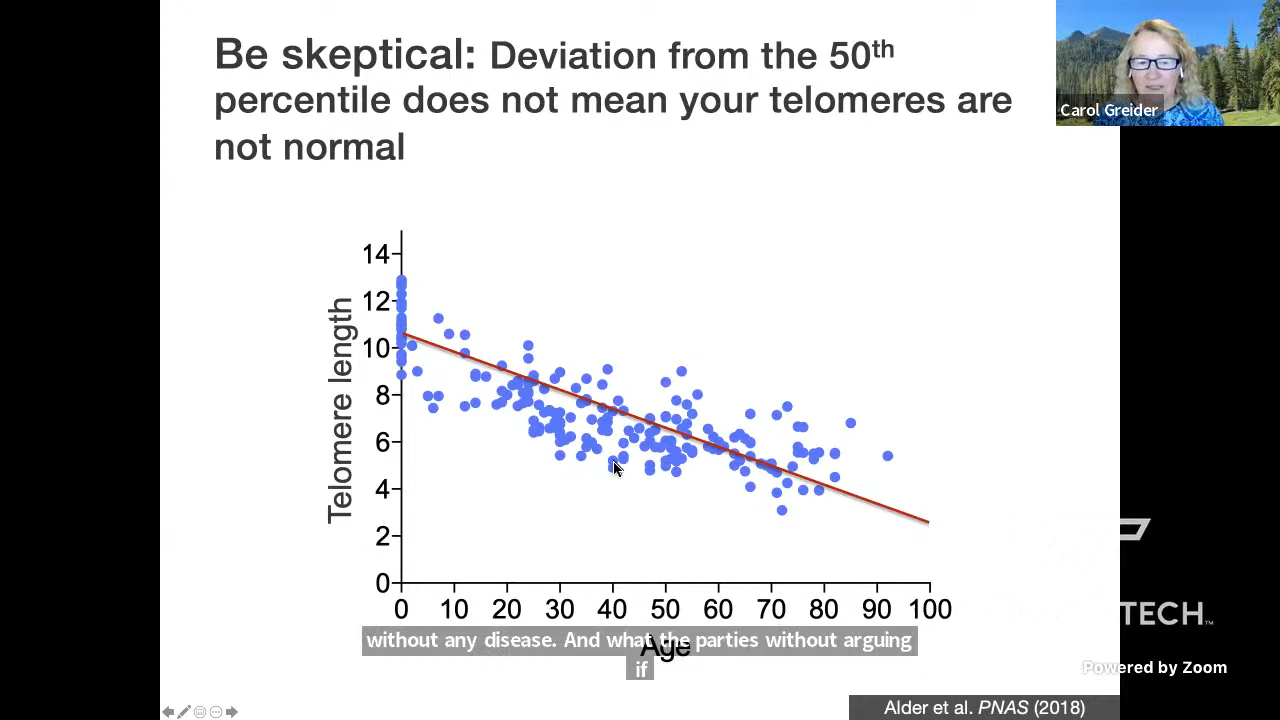 Be skeptical: Deviation from the 50th
percentile does not mean your telomeres are
not normal
Carol Greider
Telomere length
14
12
10
8
6
4
2
0
0 10 20 30 40 50 60 70 80 90 100
Age
without any disease. And what the parties without arguing
if
TECH™
Powered by Zoom
Alder et al. PNAS (2018)